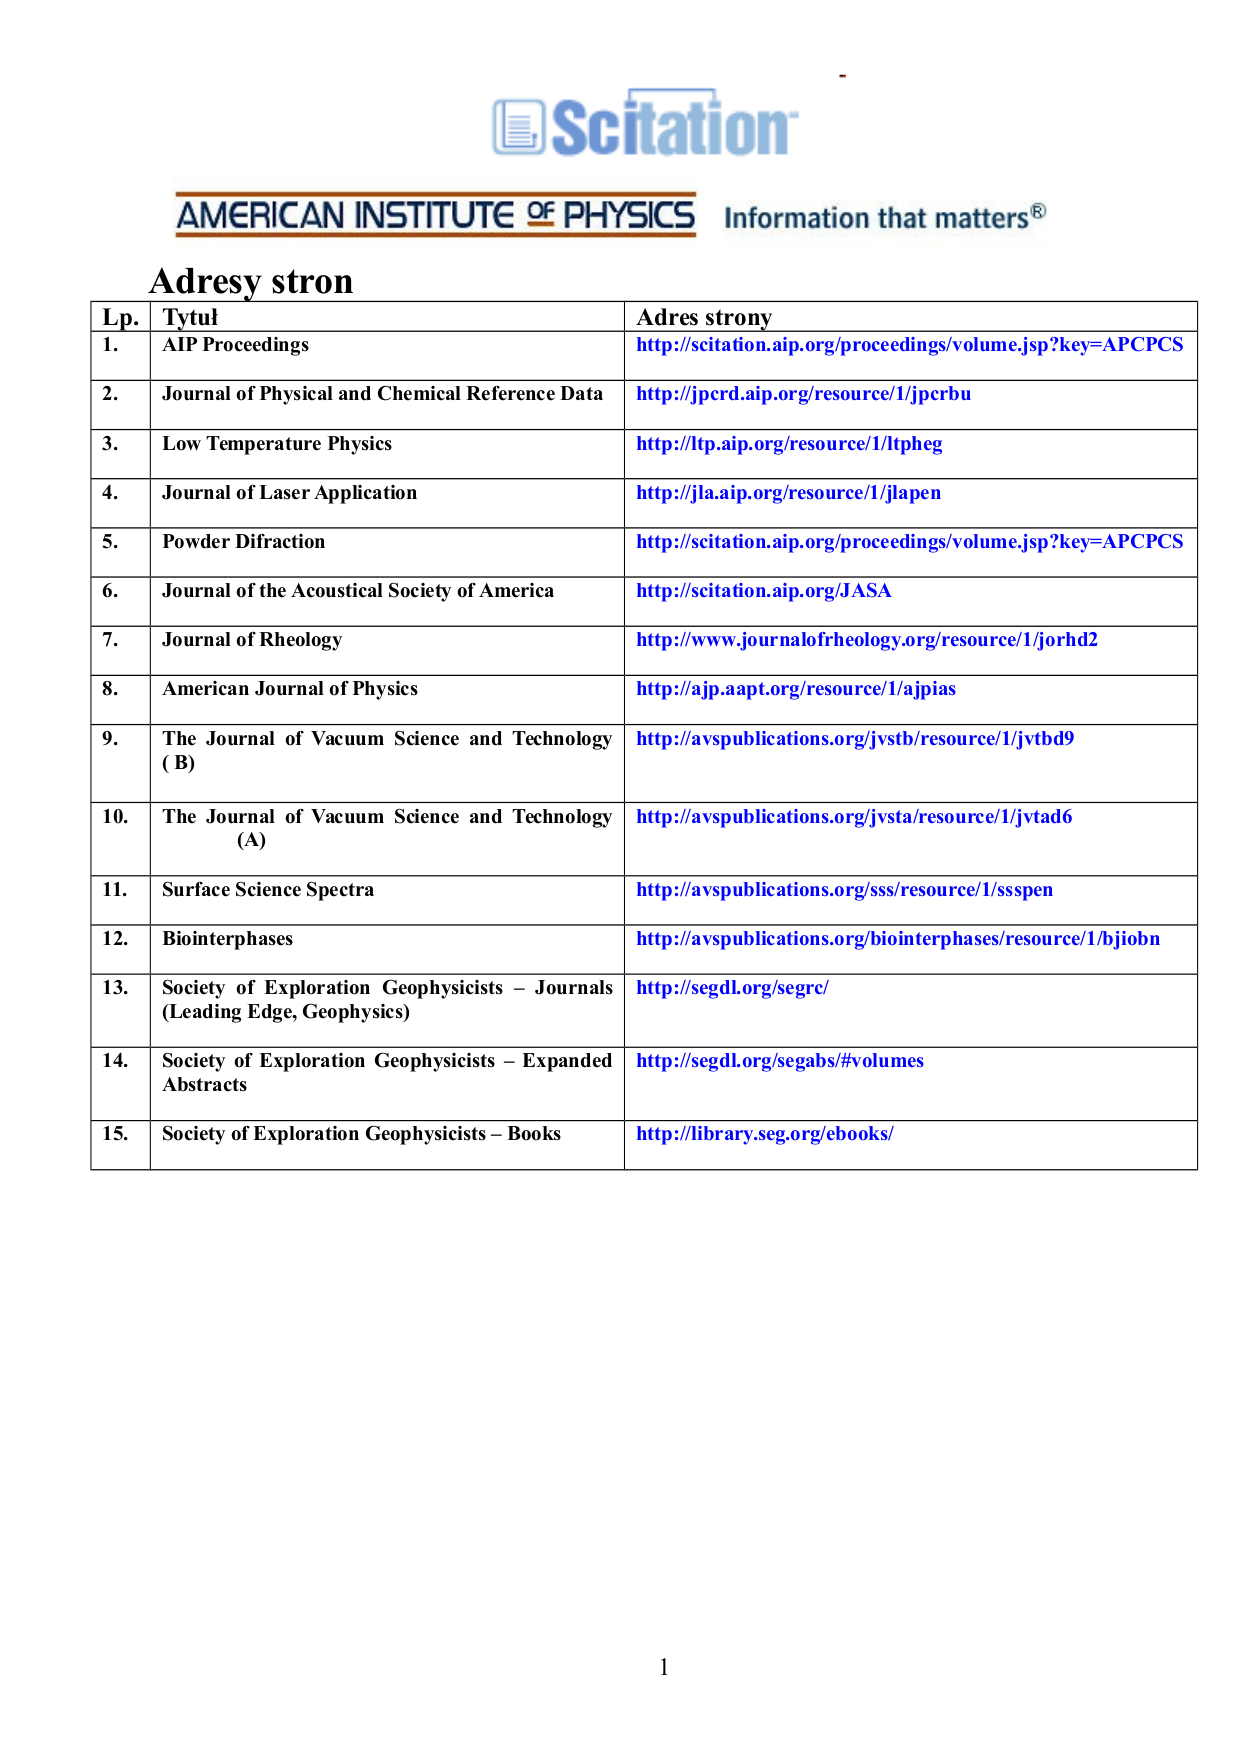 Scitation
AMERICAN INSTITUTE OF PHYSICS Information that matters®
Adresy stron
Lp. Tytuł Adres strony
1. AIP Proceedings http://scitation.aip.org/proceedings/volume.jsp?key=APCPCS
2. Journal of Physical and Chemical Reference Data http://jpcrd.aip.org/resource/1/jpcrbu
3. Low Temperature Physics http://ltp.aip.org/resource/1/ltpheg
4. Journal of Laser Application http://jla.aip.org/resource/1/jlapen
5. Powder Difraction http://scitation.aip.org/proceedings/volume.jsp?key=APCPCS
6. Journal of the Acoustical Society of America http://scitation.aip.org/JASA
7. Journal of Rheology http://www.journalofrheology.org/resource/1/jorhd2
8. American Journal of Physics http://ajp.aapt.org/resource/1/ajpias
9. The Journal of Vacuum Science and Technology http://avspublications.org/jvstb/resource/1/jvtbd9
( B)
10. The Journal of Vacuum Science and Technology http://avspublications.org/jvsta/resource/1/jvtad6
(A)
11. Surface Science Spectra http://avspublications.org/sss/resource/1/ssspen
12. Biointerphases http://avspublications.org/biointerphases/resource/1/bjiobn
13. Society of Exploration Geophysicists – Journals http://segdl.org/segrc/
(Leading Edge, Geophysics)
14. Society of Exploration Geophysicists – Expanded http://segdl.org/segabs/#volumes
Abstracts
15. Society of Exploration Geophysicists – Books http://library.seg.org/ebooks/
1